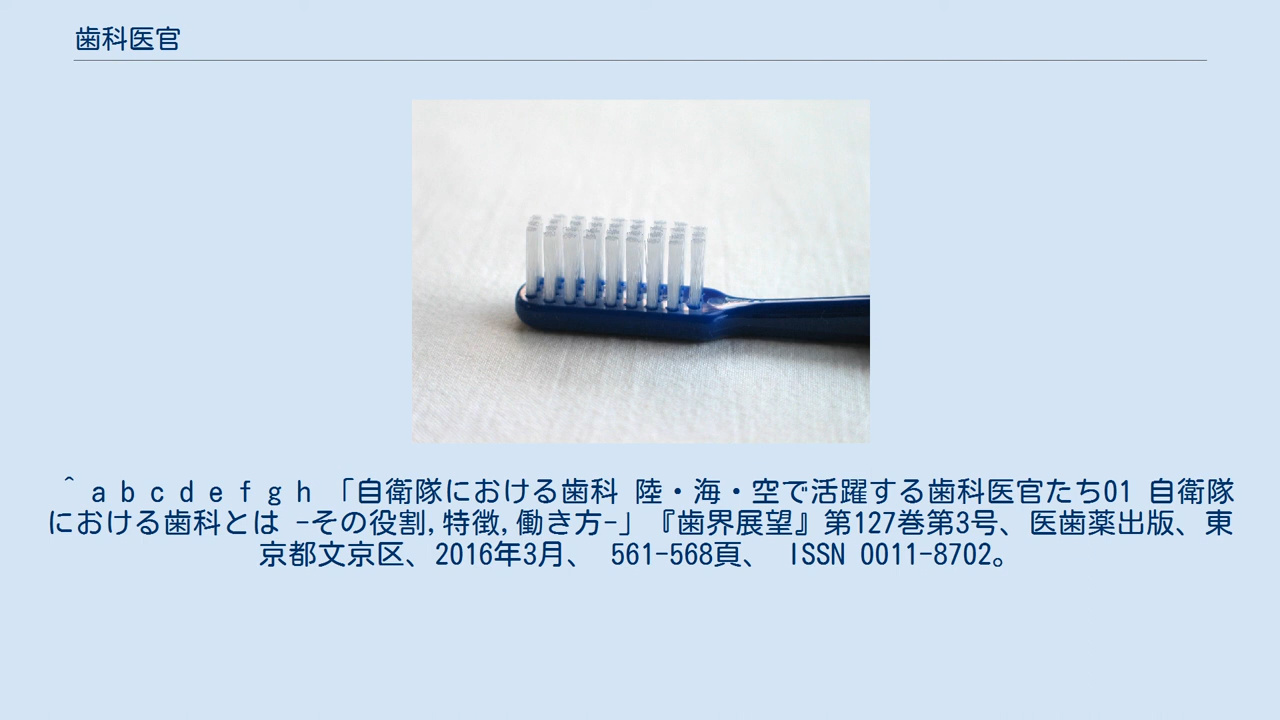 歯科医官
^ a b c d e f g h 「自衛隊における歯科 陸・海・空で活躍する歯科医官たち01 自衛隊
における歯科とは -その役割,特徴,働き方-」『歯界展望』第127巻第3号、医歯薬出版、東
京都文京区、2016年3月、 561-568頁、 ISSN 0011-8702。